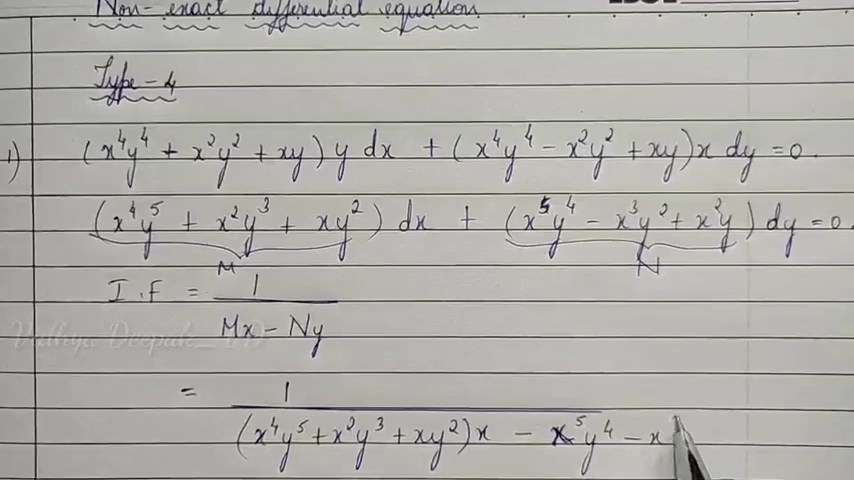 Non-exact differential equation
Type - 4
1) (x⁴y⁴ + x²y² + xy) y dx + (x⁴y⁴ - x²y² + xy) x dy = 0.
(x⁴y⁵ + x²y³ + xy²) dx + (x⁵y⁴ - x³y² + x²y) dy = 0.
M N
I.F = 1 / Mx - Ny
= 1 / (x⁴y⁵ + x²y³ + xy²)x - x⁵y⁴ - x